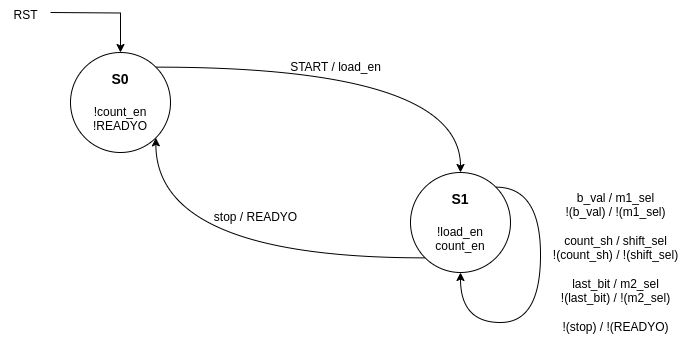 RST
S0
!count_en
!READYO
START / load_en
stop / READYO
S1
!load_en
count_en
b_val / m1_sel
!(b_val) / !(m1_sel)
count_sh / shift_sel
!(count_sh) / !(shift_sel)
last_bit / m2_sel
!(last_bit) / !(m2_sel)
!(stop) / !(READYO)